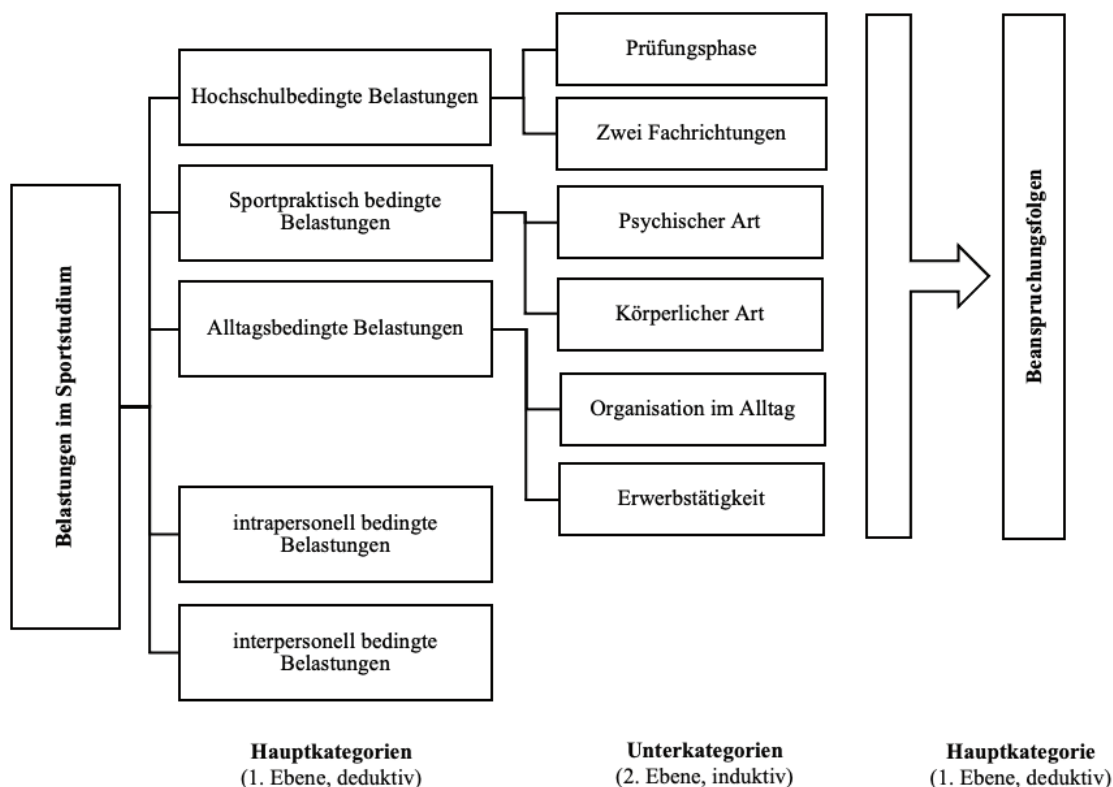 Belastungen im Sportstudium
Hochschulbedingte Belastungen
Sportpraktisch bedingte
Belastungen
Alltagsbedingte Belastungen
intrapersonell bedingte
Belastungen
interpersonell bedingte
Belastungen
Prüfungsphase
Zwei Fachrichtungen
Psychischer Art
Körperlicher Art
Organisation im Alltag
Erwerbstätigkeit
Beanspruchungsfolgen
Hauptkategorien
(1. Ebene, deduktiv)
Unterkategorien
(2. Ebene, induktiv)
Hauptkategorie
(1. Ebene, deduktiv)